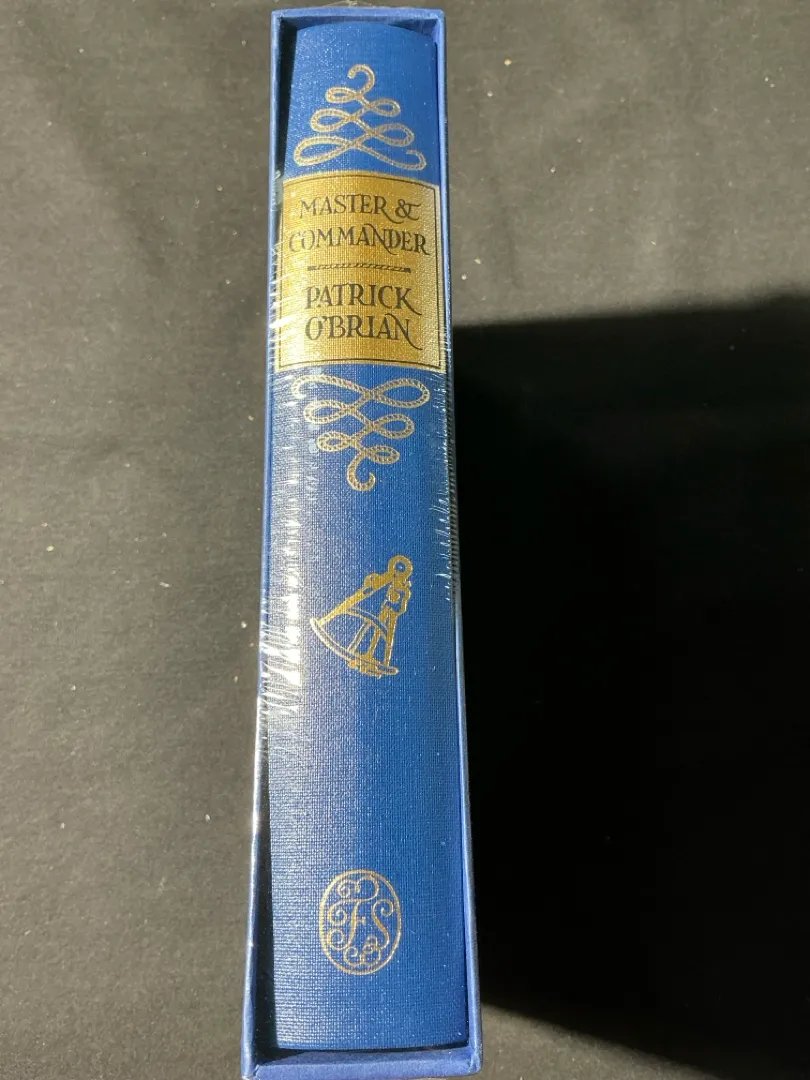 MASTER &
COMMANDER
PATRICK
O'BRIAN
FS